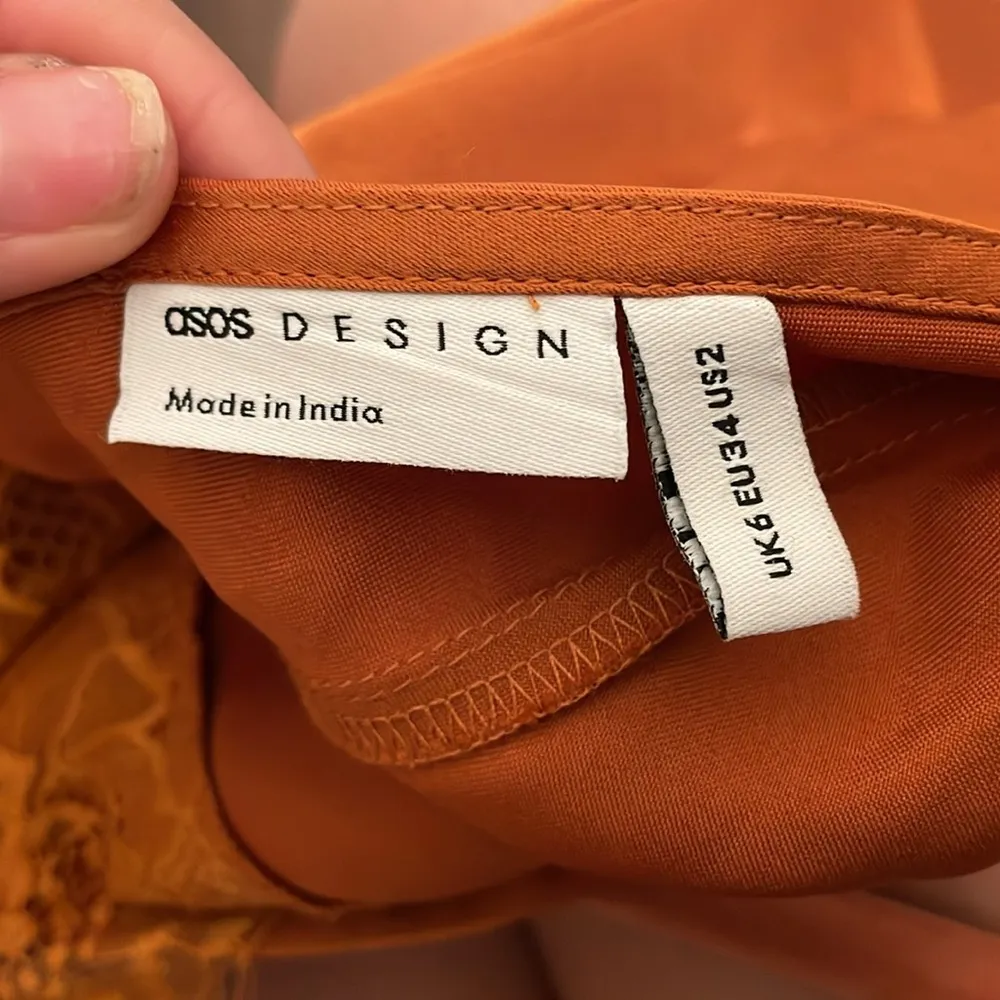 asos DESIGN
Made in India
UK6 EU34 US2